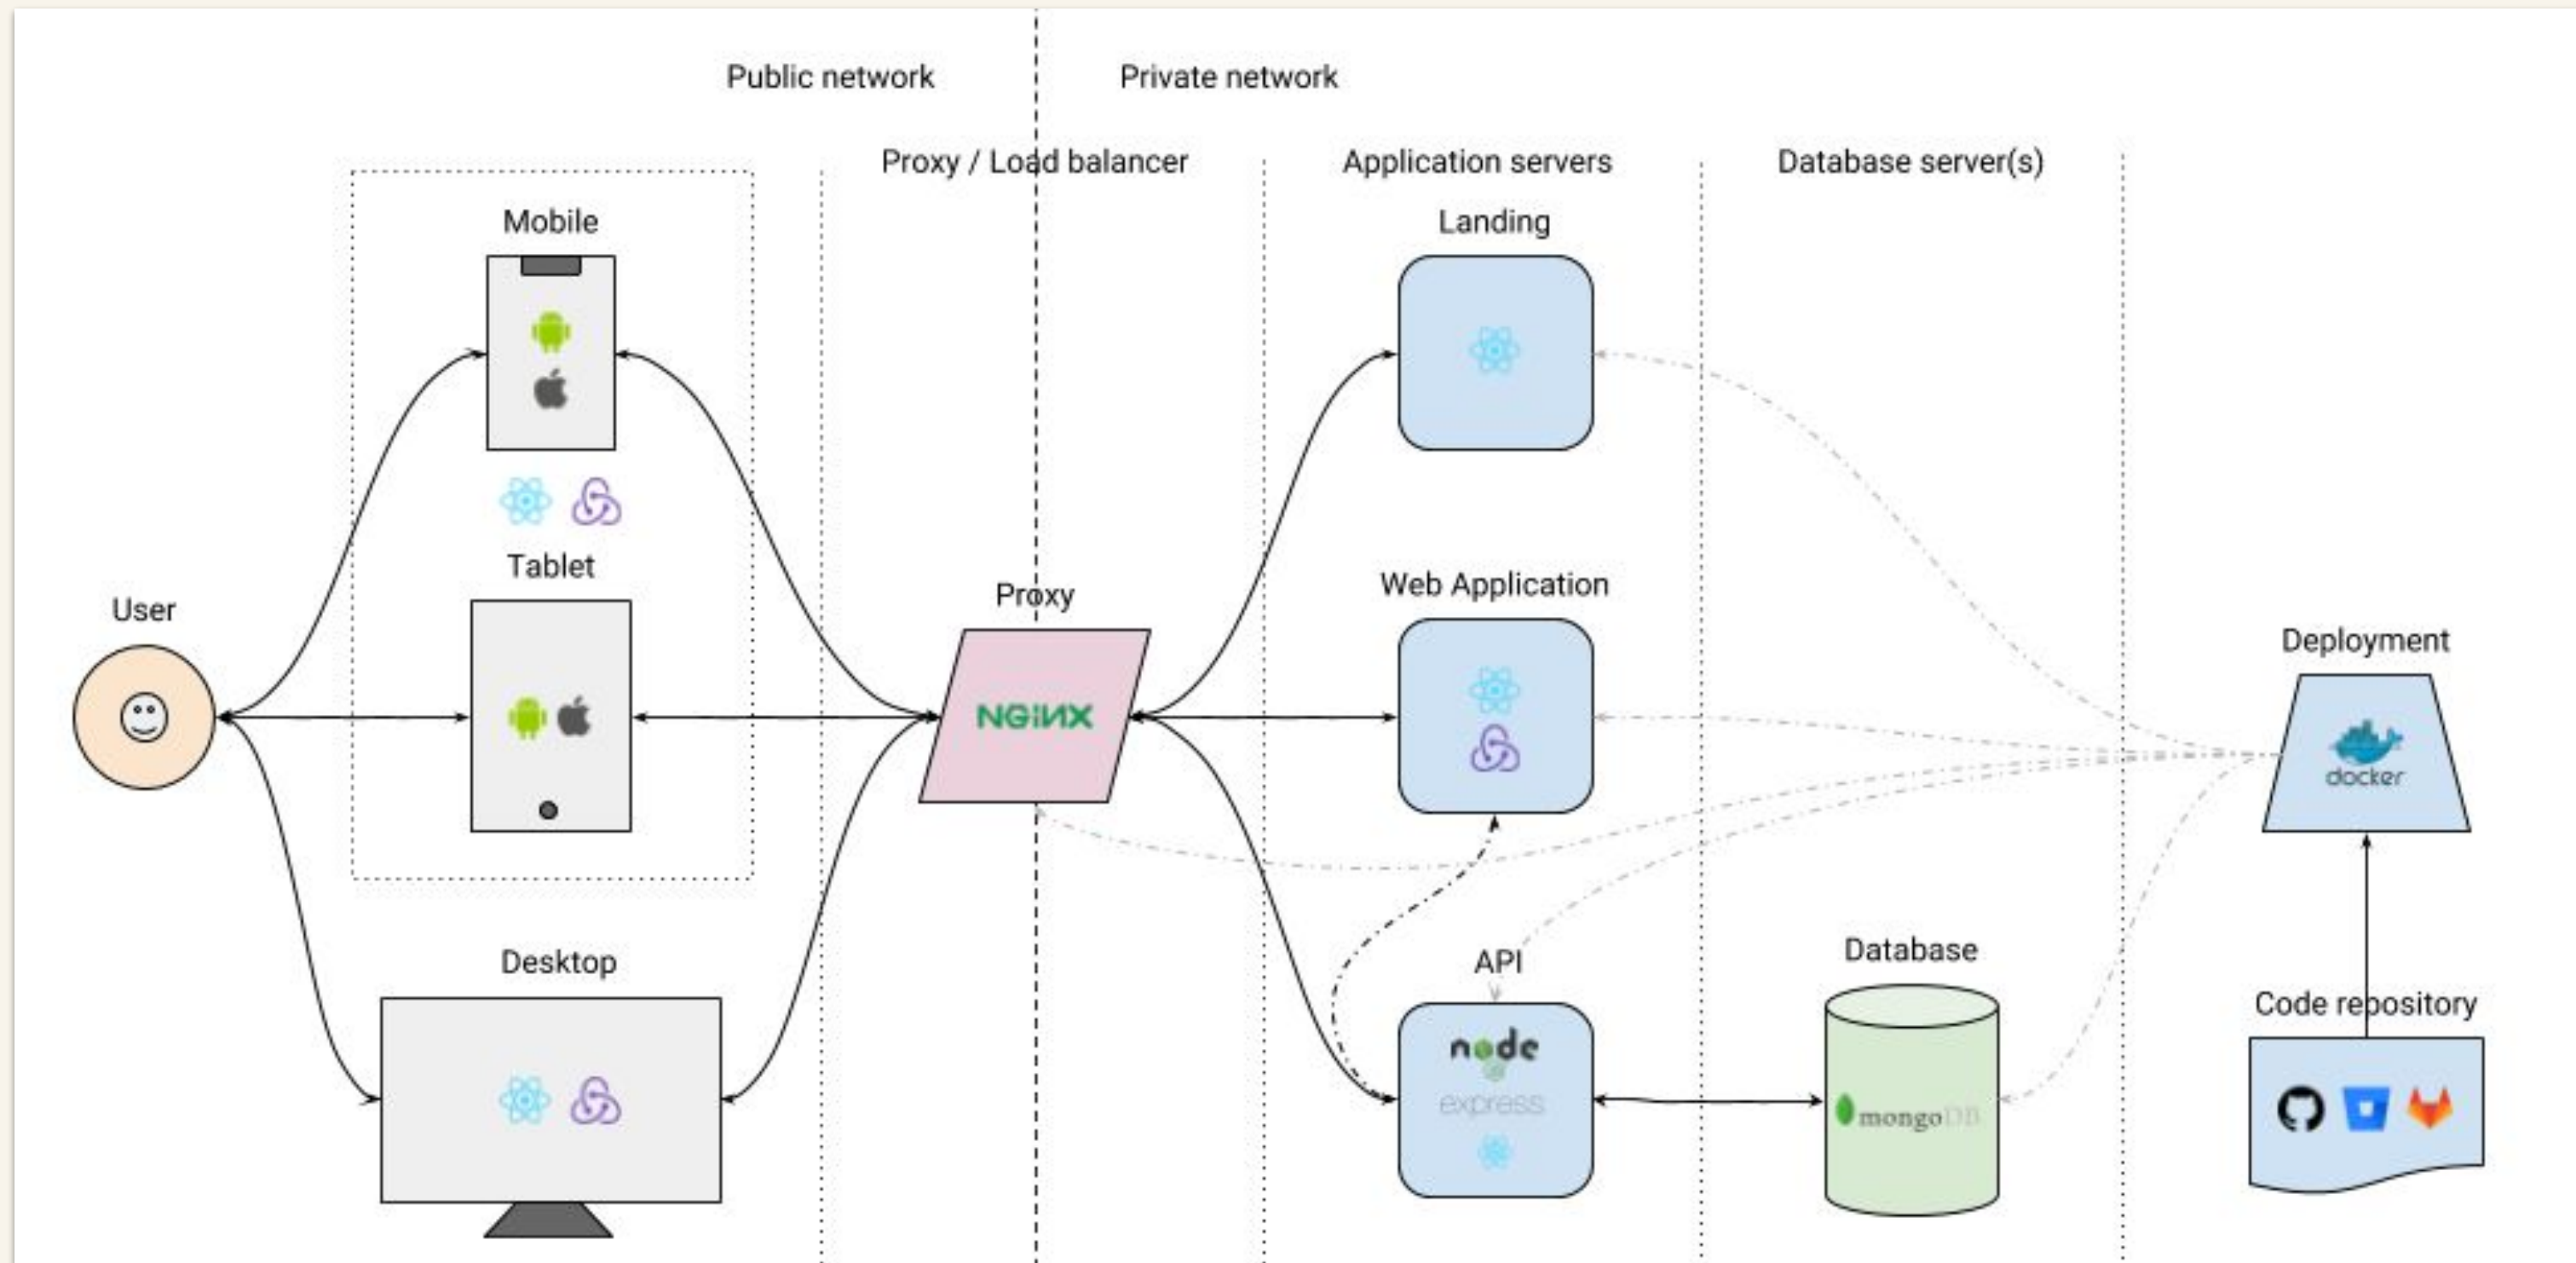 Public network
Private network
Proxy / Load balancer
Application servers
Database server(s)
Mobile
Landing
Tablet
Web Application
Proxy
User
Deployment
NGiNX
docker
Desktop
API
Database
Code repository
node
express
mongoDB